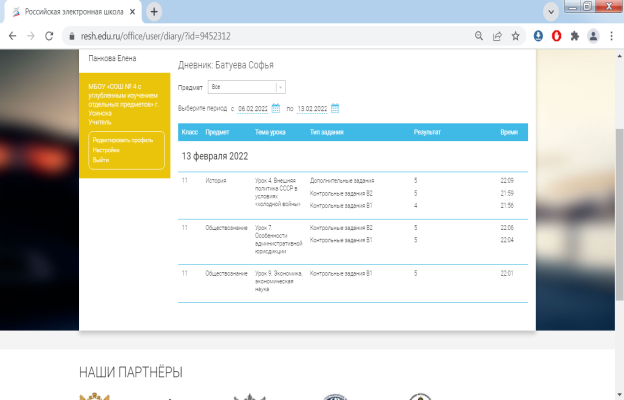 Российская электронная школа
resh.edu.ru/office/user/diary/?id=9452312
Панкова Елена
МБОУ «СОШ № 4 с
углубленным изучением
отдельных предметов» г.
Усинска
Учитель
Редактировать профиль
Настройки
Выйти
Дневник: Батуева Софья
Предмет Все
Выберите период с 06.02.2022 по 13.02.2022
Класс Предмет Тема урока Тип задания Результат Время
13 февраля 2022
11 История Урок 4. Внешняя Дополнительные задания 5 22:09
политика СССР в Контрольные задания В2 5 21:59
условиях
«холодной войны» Контрольные задания В1 4 21:56
11 Обществознание Урок 7. Контрольные задания В2 5 22:06
Особенности
административной Контрольные задания В1 5 22:04
юрисдикции
11 Обществознание Урок 9. Экономика, Контрольные задания В1 5 22:01
экономическая
наука
НАШИ ПАРТНЁРЫ